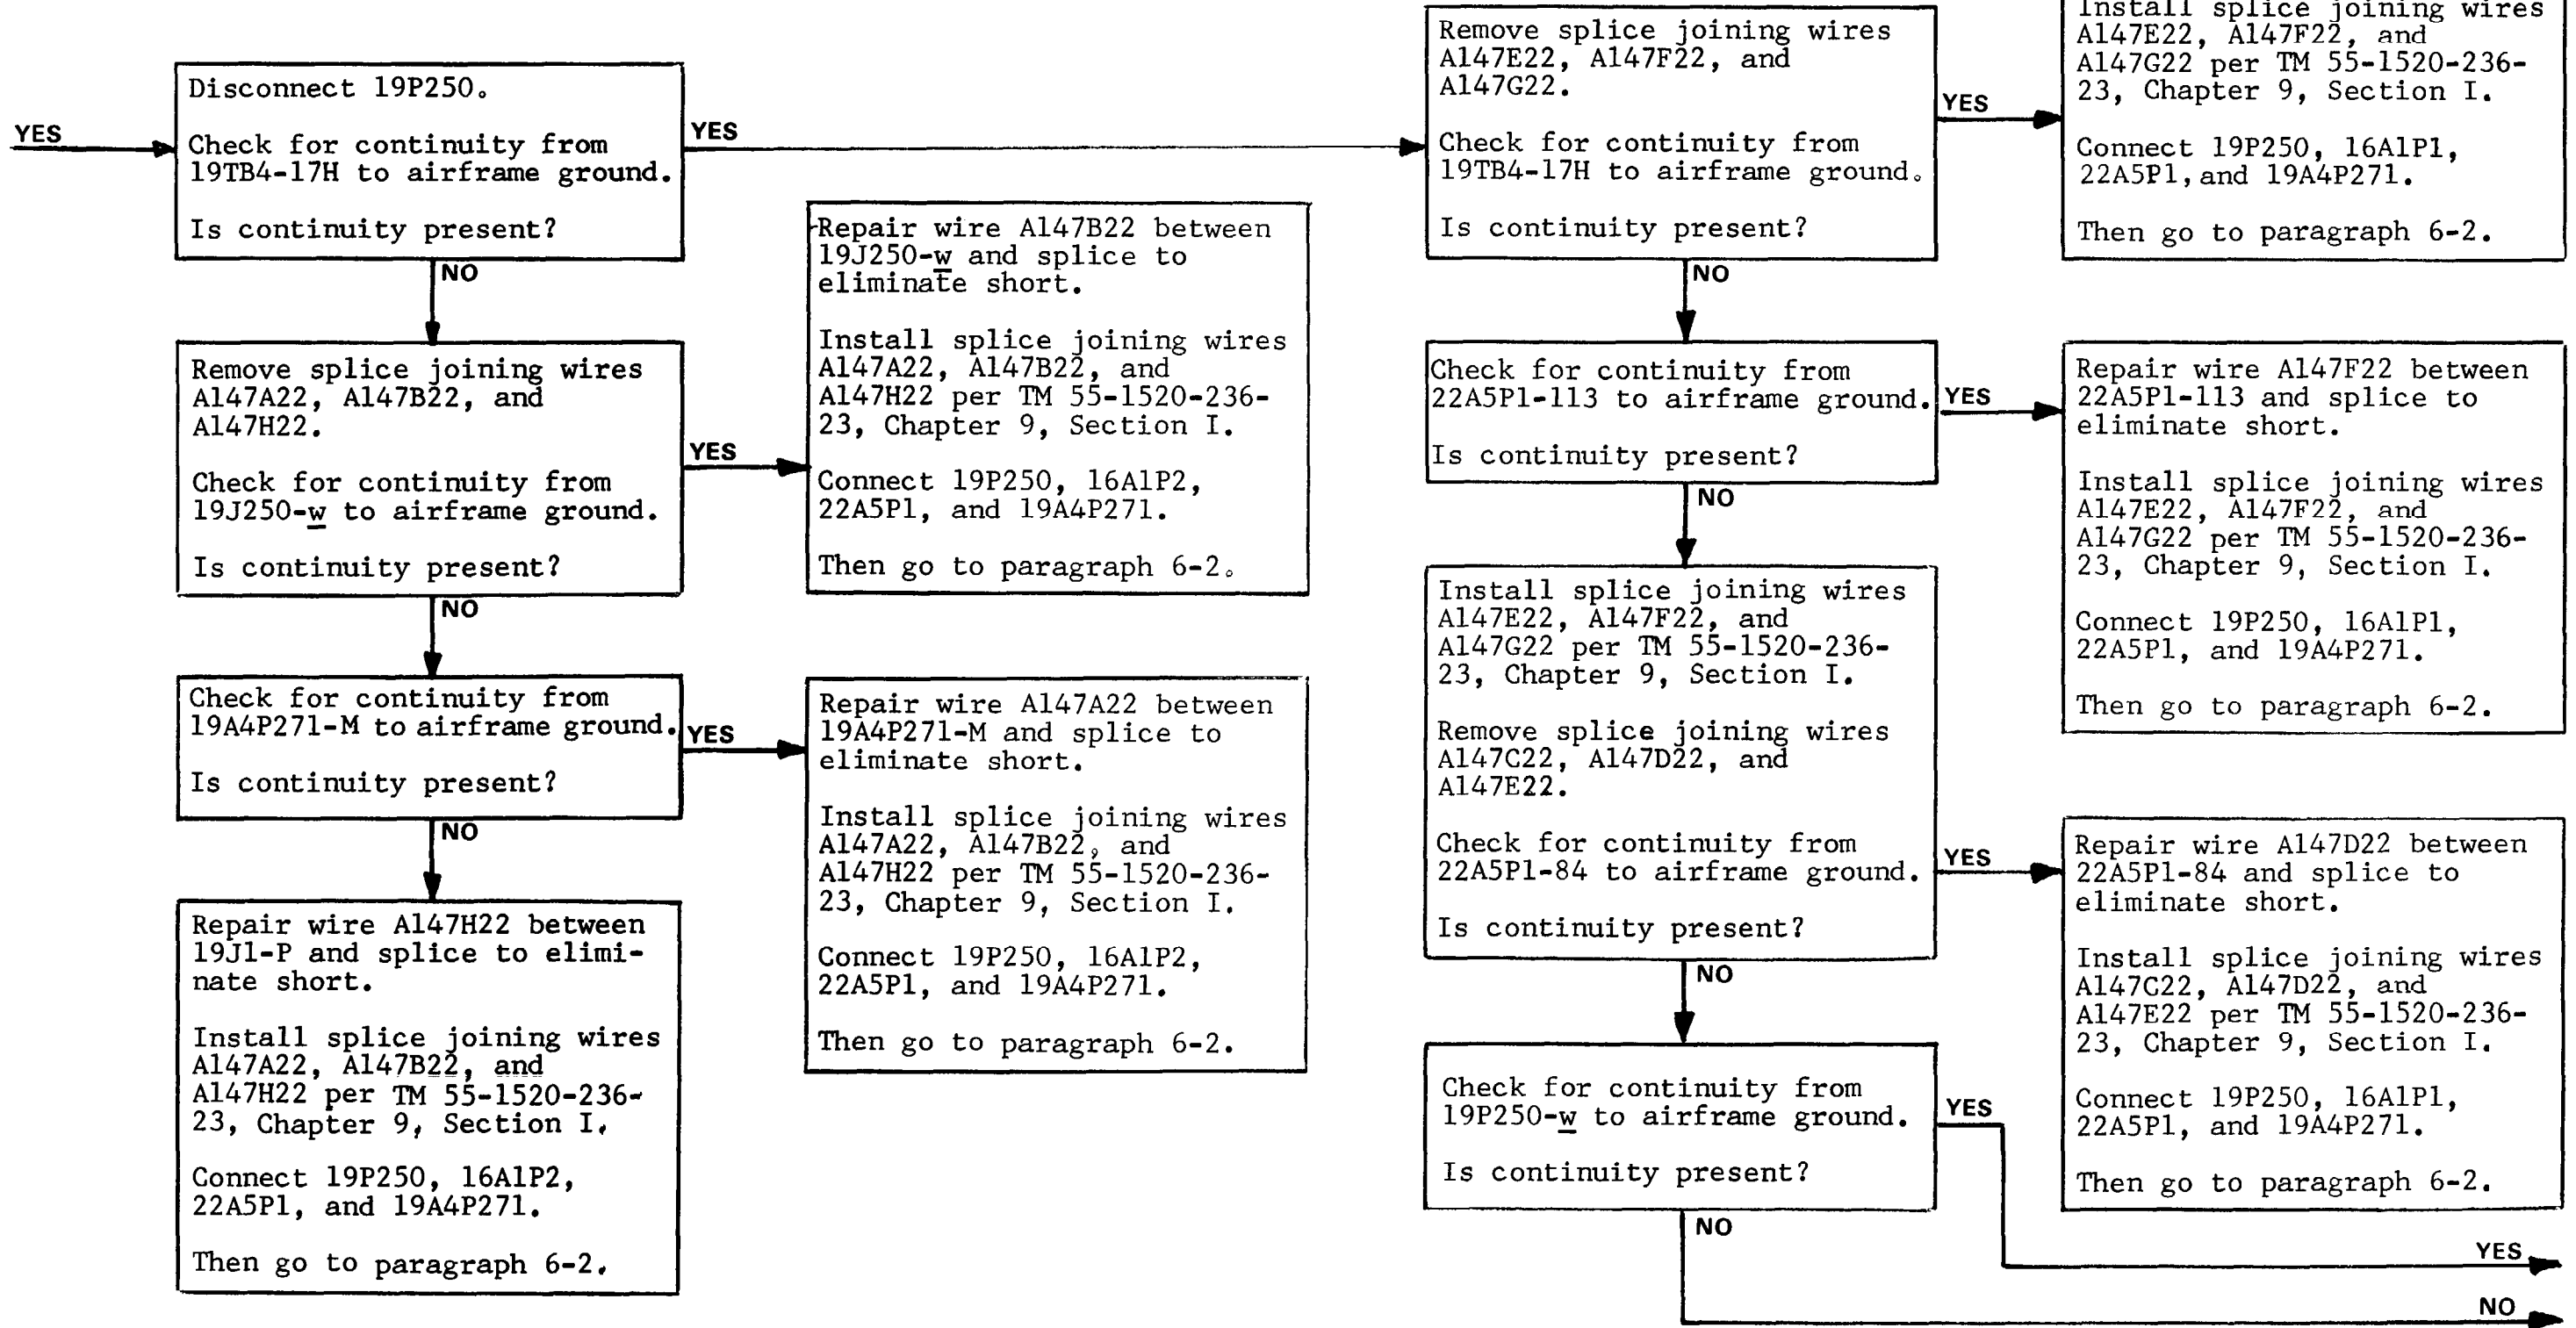 YES
Disconnect 19P250.
Check for continuity from
19TB4-17H to airframe ground.
Is continuity present?
YES
NO
Remove splice joining wires
A147A22, A147B22, and
A147H22.
Check for continuity from
19J250-w to airframe ground.
Is continuity present?
YES
NO
Check for continuity from
19A4P271-M to airframe ground.
Is continuity present?
YES
NO
Repair wire A147H22 between
19J1-P and splice to elimi-
nate short.
Install splice joining wires
A147A22, A147B22, and
A147H22 per TM 55-1520-236-
23, Chapter 9, Section I.
Connect 19P250, 16A1P2,
22A5P1, and 19A4P271.
Then go to paragraph 6-2.
Repair wire A147B22 between
19J250-w and splice to
eliminate short.
Install splice joining wires
A147A22, A147B22, and
A147H22 per TM 55-1520-236-
23, Chapter 9, Section I.
Connect 19P250, 16A1P2,
22A5P1, and 19A4P271.
Then go to paragraph 6-2.
Repair wire A147A22 between
19A4P271-M and splice to
eliminate short.
Install splice joining wires
A147A22, A147B22, and
A147H22 per TM 55-1520-236-
23, Chapter 9, Section I.
Connect 19P250, 16A1P2,
22A5P1, and 19A4P271.
Then go to paragraph 6-2.
Remove splice joining wires
A147E22, A147F22, and
A147G22.
Check for continuity from
19TB4-17H to airframe ground.
Is continuity present?
YES
NO
Check for continuity from
22A5P1-113 to airframe ground.
Is continuity present?
YES
NO
Install splice joining wires
A147E22, A147F22, and
A147G22 per TM 55-1520-236-
23, Chapter 9, Section I.
Remove splice joining wires
A147C22, A147D22, and
A147E22.
Check for continuity from
22A5P1-84 to airframe ground.
Is continuity present?
YES
NO
Check for continuity from
19P250-w to airframe ground.
Is continuity present?
YES
NO
Install splice joining wires
A147E22, A147F22, and
A147G22 per TM 55-1520-236-
23, Chapter 9, Section I.
Connect 19P250, 16A1P1,
22A5P1, and 19A4P271.
Then go to paragraph 6-2.
Repair wire A147F22 between
22A5P1-113 and splice to
eliminate short.
Install splice joining wires
A147E22, A147F22, and
A147G22 per TM 55-1520-236-
23, Chapter 9, Section I.
Connect 19P250, 16A1P1,
22A5P1, and 19A4P271.
Then go to paragraph 6-2.
Repair wire A147D22 between
22A5P1-84 and splice to
eliminate short.
Install splice joining wires
A147C22, A147D22, and
A147E22 per TM 55-1520-236-
23, Chapter 9, Section I.
Connect 19P250, 16A1P1,
22A5P1, and 19A4P271.
Then go to paragraph 6-2.
YES
NO